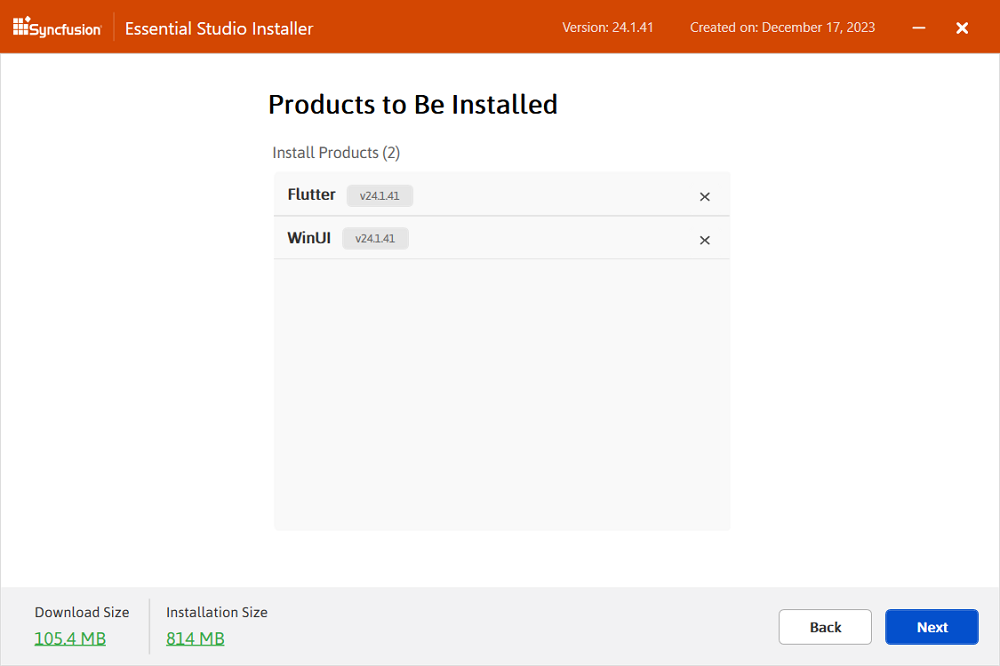 Syncfusion Essential Studio Installer Version: 24.1.41 Created on: December 17, 2023
Products to Be Installed
Install Products (2)
Flutter v24.1.41
WinUI v24.1.41
Download Size Installation Size
105.4 MB 814 MB
Back Next